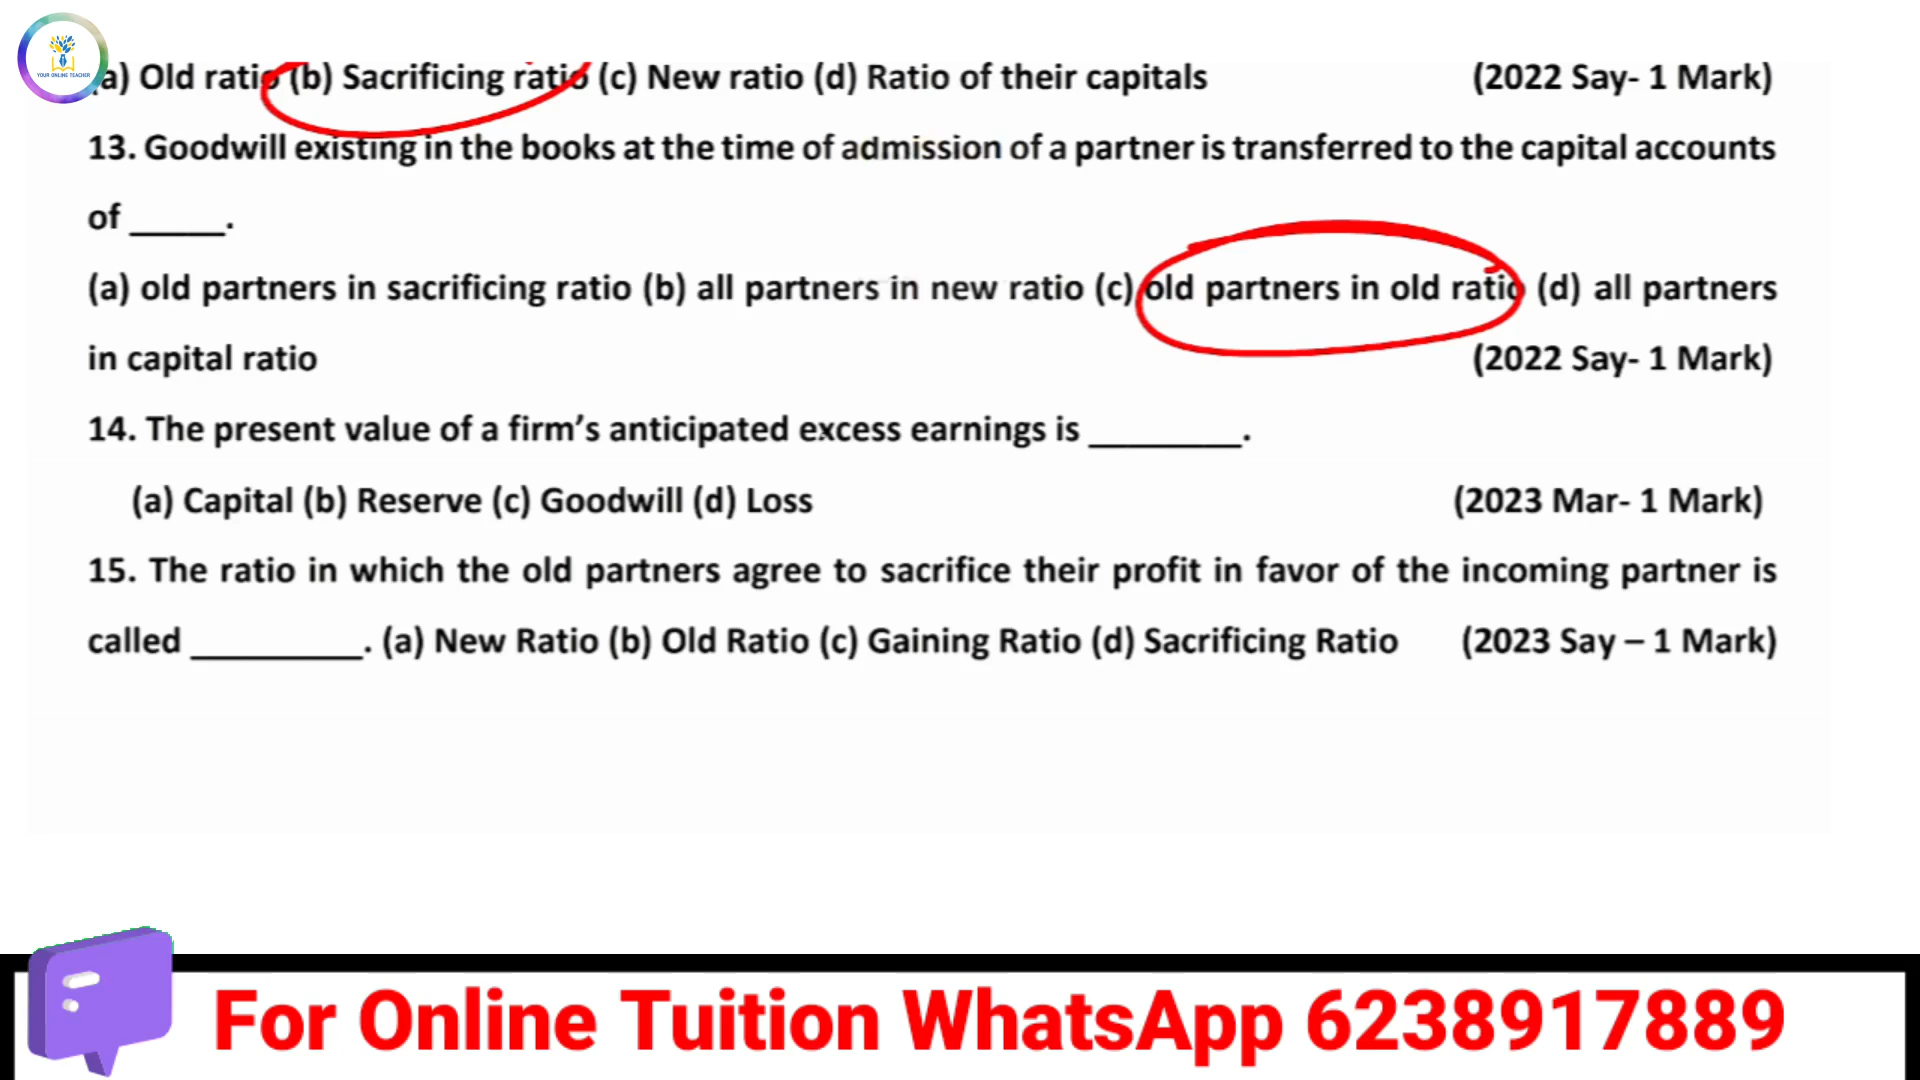 YOUR ONLINE TEACHER
(a) Old ratio (b) Sacrificing ratio (c) New ratio (d) Ratio of their capitals (2022 Say- 1 Mark)
13. Goodwill existing in the books at the time of admission of a partner is transferred to the capital accounts
of _____.
(a) old partners in sacrificing ratio (b) all partners in new ratio (c) old partners in old ratio (d) all partners
in capital ratio (2022 Say- 1 Mark)
14. The present value of a firm’s anticipated excess earnings is ________.
(a) Capital (b) Reserve (c) Goodwill (d) Loss (2023 Mar- 1 Mark)
15. The ratio in which the old partners agree to sacrifice their profit in favor of the incoming partner is
called _________. (a) New Ratio (b) Old Ratio (c) Gaining Ratio (d) Sacrificing Ratio (2023 Say – 1 Mark)
For Online Tuition WhatsApp 6238917889